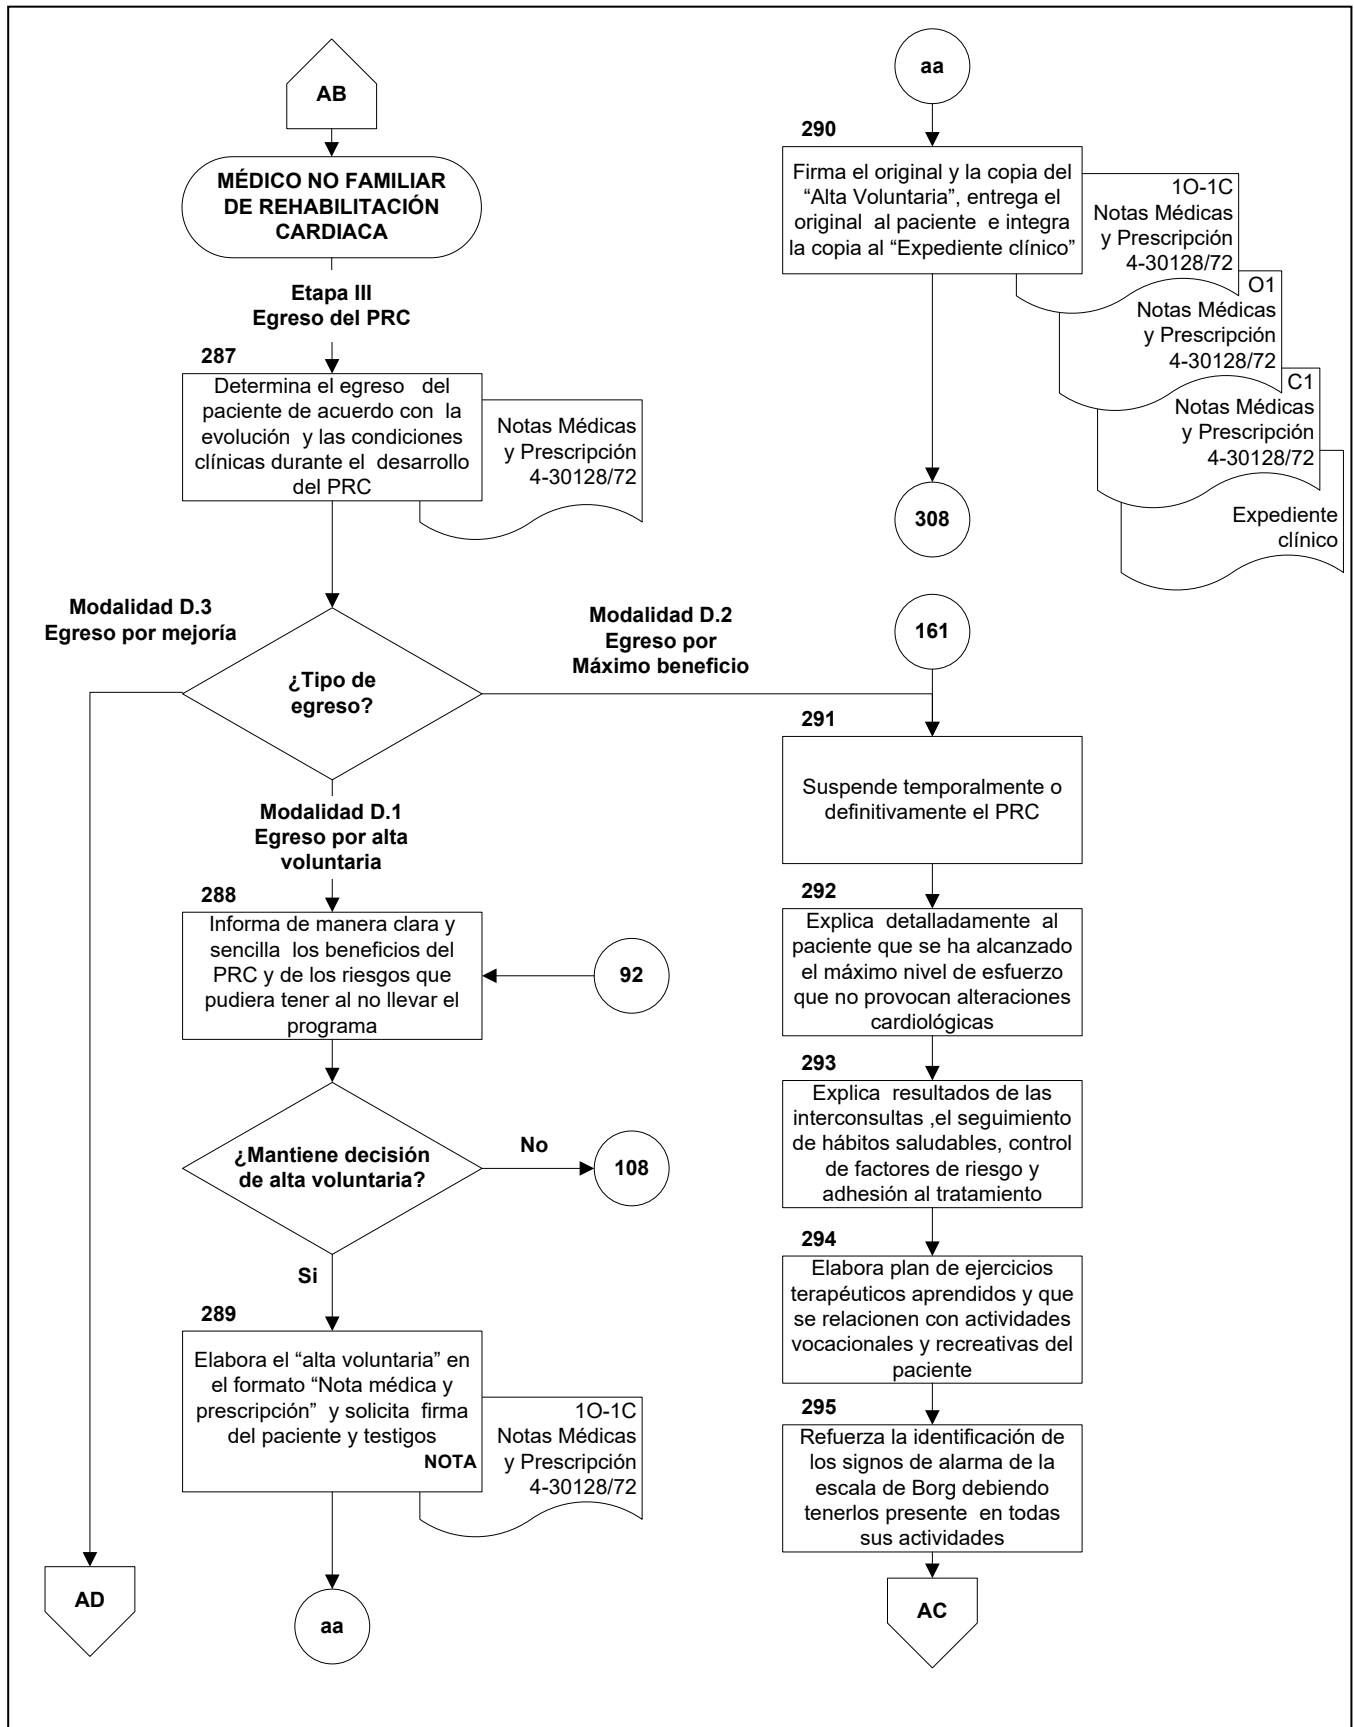 AB
MÉDICO NO FAMILIAR
DE REHABILITACIÓN
CARDIACA
Etapa III
Egreso del PRC
287
Determina el egreso del
paciente de acuerdo con la
evolución y las condiciones
clínicas durante el desarrollo
del PRC
Notas Médicas
y Prescripción
4-30128/72
Modalidad D.3
Egreso por mejoría
¿Tipo de
egreso?
Modalidad D.2
Egreso por
Máximo beneficio
Modalidad D.1
Egreso por alta
voluntaria
288
Informa de manera clara y
sencilla los beneficios del
PRC y de los riesgos que
pudiera tener al no llevar el
programa
92
¿Mantiene decisión
de alta voluntaria?
No
108
Si
289
Elabora el “alta voluntaria” en
el formato “Nota médica y
prescripción” y solicita firma
del paciente y testigos
NOTA
1O-1C
Notas Médicas
y Prescripción
4-30128/72
AD
aa
aa
290
Firma el original y la copia del
“Alta Voluntaria”, entrega el
original al paciente e integra
la copia al “Expediente clínico”
1O-1C
Notas Médicas
y Prescripción
4-30128/72
O1
Notas Médicas
y Prescripción
4-30128/72
C1
Notas Médicas
y Prescripción
4-30128/72
Expediente
clínico
308
161
291
Suspende temporalmente o
definitivamente el PRC
292
Explica detalladamente al
paciente que se ha alcanzado
el máximo nivel de esfuerzo
que no provocan alteraciones
cardiológicas
293
Explica resultados de las
interconsultas ,el seguimiento
de hábitos saludables, control
de factores de riesgo y
adhesión al tratamiento
294
Elabora plan de ejercicios
terapéuticos aprendidos y que
se relacionen con actividades
vocacionales y recreativas del
paciente
295
Refuerza la identificación de
los signos de alarma de la
escala de Borg debiendo
tenerlos presente en todas
sus actividades
AC